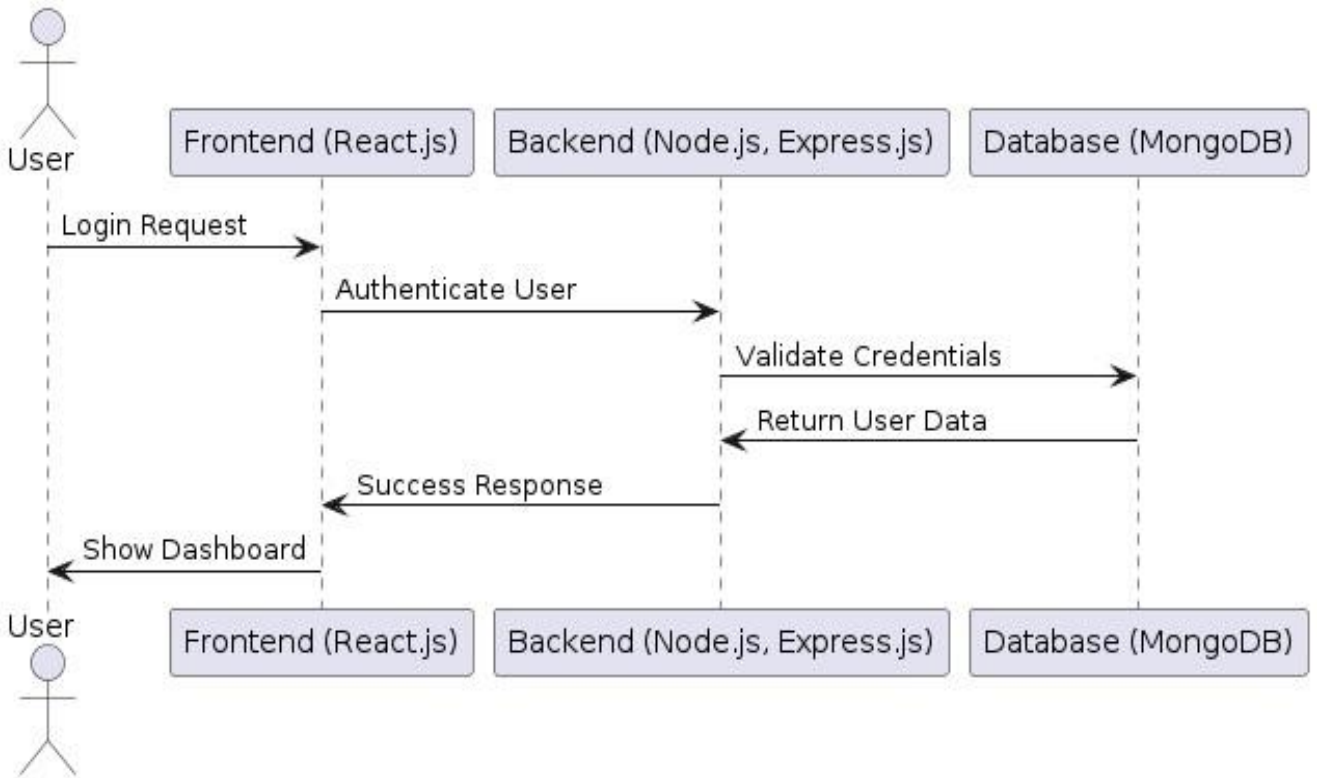 User
Frontend (React.js)
Backend (Node.js, Express.js)
Database (MongoDB)
Login Request
Authenticate User
Validate Credentials
Return User Data
Success Response
Show Dashboard
User
Frontend (React.js)
Backend (Node.js, Express.js)
Database (MongoDB)